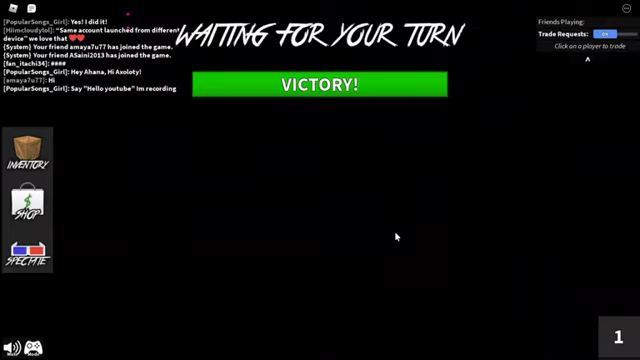 [PopularSongs_Girl]: Yes! I did it!
[Hiimcloudylol]: "Same account launched from different
device" we love that ❤️❤️
{System} Your friend amaya7u77 has joined the game.
{System} Your friend ASaini2013 has joined the game.
[fan_itachi34]: ####
[PopularSongs_Girl]: Hey Ahana, Hi Axoloty!
[amaya7u77]: Hi
[PopularSongs_Girl]: Say "Hello youtube" Im recording
WAITING FOR YOUR TURN
VICTORY!
Friends Playing:
Trade Requests: ON
Click on a player to trade
^
INVENTORY
SHOP
SPECTATE
Mode
1